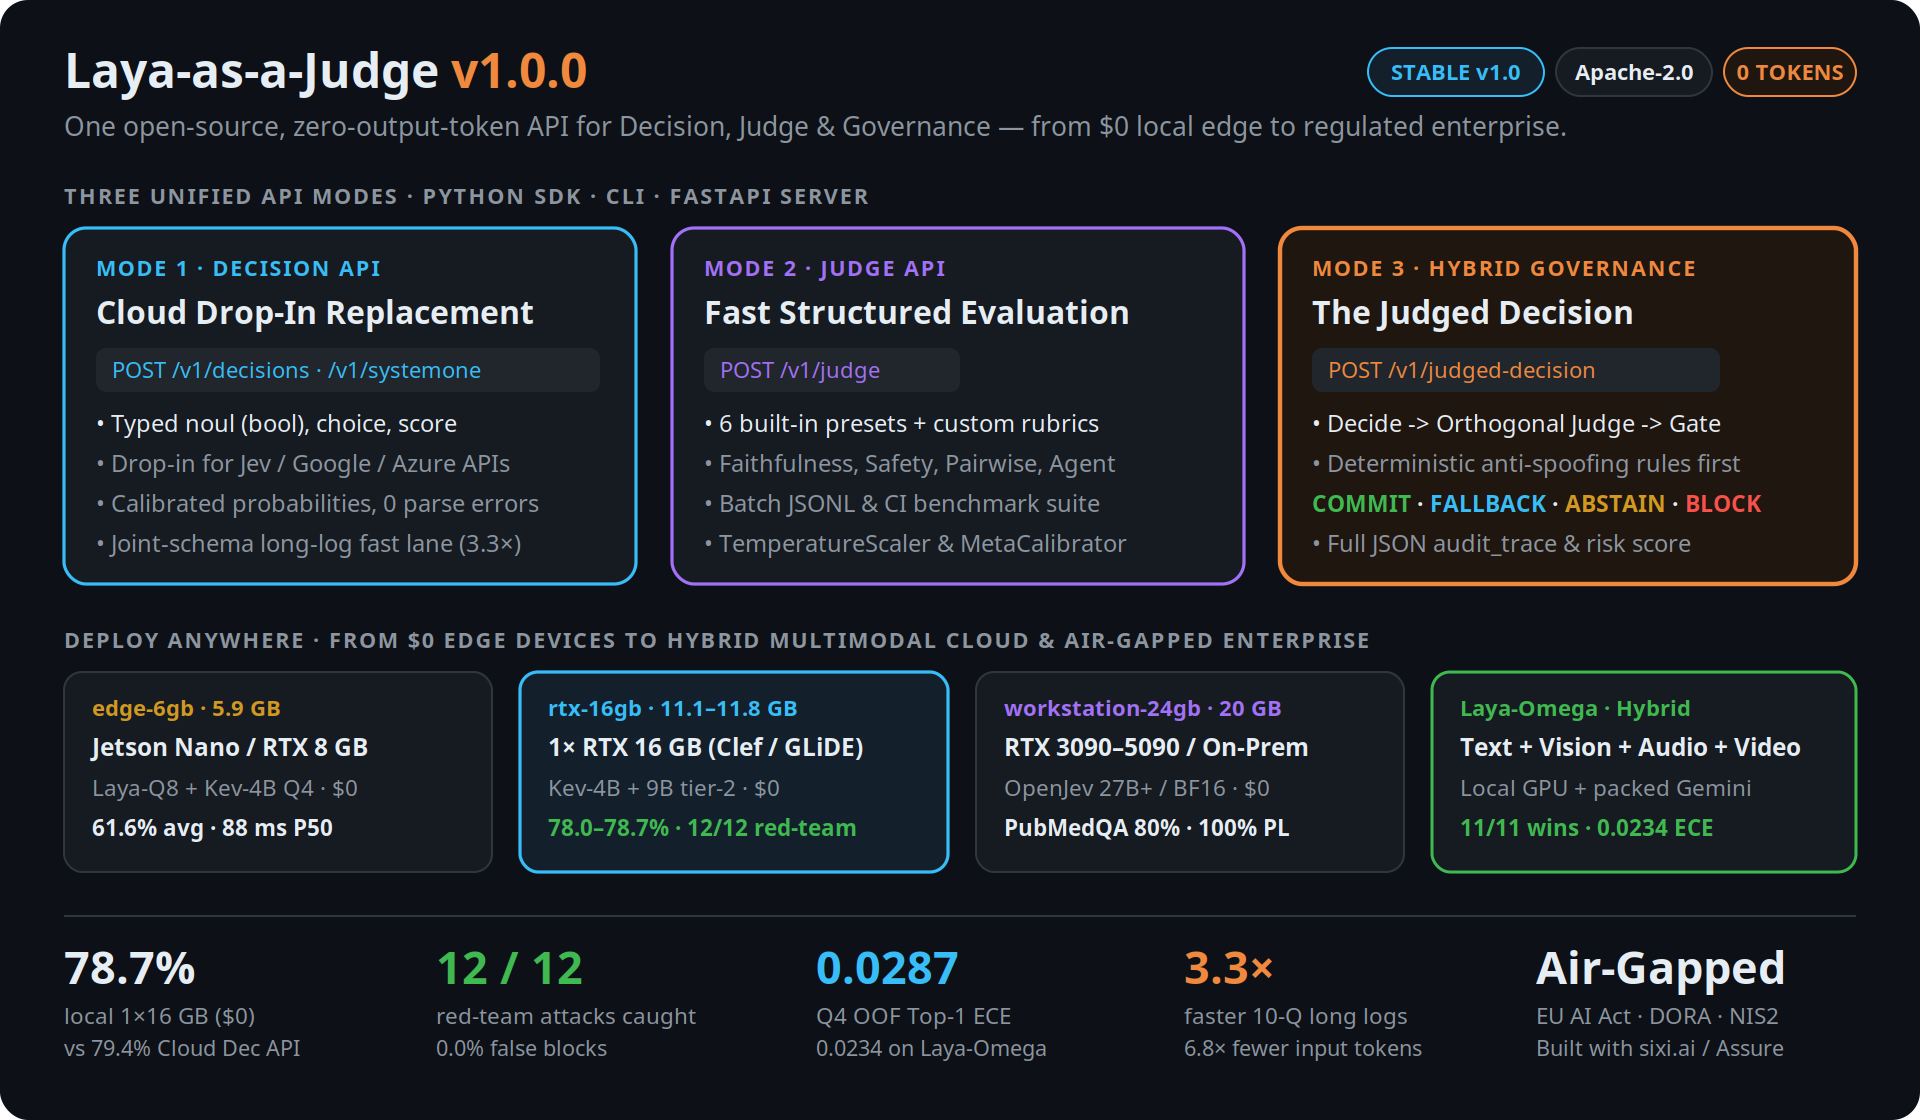 Laya-as-a-Judge v1.0.0
STABLE v1.0
Apache-2.0
0 TOKENS
One open-source, zero-output-token API for Decision, Judge & Governance — from $0 local edge to regulated enterprise.
THREE UNIFIED API MODES · PYTHON SDK · CLI · FASTAPI SERVER
MODE 1 · DECISION API
Cloud Drop-In Replacement
POST /v1/decisions · /v1/systemone
• Typed noul (bool), choice, score
• Drop-in for Jev / Google / Azure APIs
• Calibrated probabilities, 0 parse errors
• Joint-schema long-log fast lane (3.3×)
MODE 2 · JUDGE API
Fast Structured Evaluation
POST /v1/judge
• 6 built-in presets + custom rubrics
• Faithfulness, Safety, Pairwise, Agent
• Batch JSONL & CI benchmark suite
• TemperatureScaler & MetaCalibrator
MODE 3 · HYBRID GOVERNANCE
The Judged Decision
POST /v1/judged-decision
• Decide -> Orthogonal Judge -> Gate
• Deterministic anti-spoofing rules first
COMMIT · FALLBACK · ABSTAIN · BLOCK
• Full JSON audit_trace & risk score
DEPLOY ANYWHERE · FROM $0 EDGE DEVICES TO HYBRID MULTIMODAL CLOUD & AIR-GAPPED ENTERPRISE
edge-6gb · 5.9 GB
Jetson Nano / RTX 8 GB
Laya-Q8 + Kev-4B Q4 · $0
61.6% avg · 88 ms P50
rtx-16gb · 11.1–11.8 GB
1× RTX 16 GB (Clef / GLiDE)
Kev-4B + 9B tier-2 · $0
78.0–78.7% · 12/12 red-team
workstation-24gb · 20 GB
RTX 3090–5090 / On-Prem
OpenJev 27B+ / BF16 · $0
PubMedQA 80% · 100% PL
Laya-Omega · Hybrid
Text + Vision + Audio + Video
Local GPU + packed Gemini
11/11 wins · 0.0234 ECE
78.7%
local 1×16 GB ($0)
vs 79.4% Cloud Dec API
12 / 12
red-team attacks caught
0.0% false blocks
0.0287
Q4 OOF Top-1 ECE
0.0234 on Laya-Omega
3.3×
faster 10-Q long logs
6.8× fewer input tokens
Air-Gapped
EU AI Act · DORA · NIS2
Built with sixi.ai / Assure